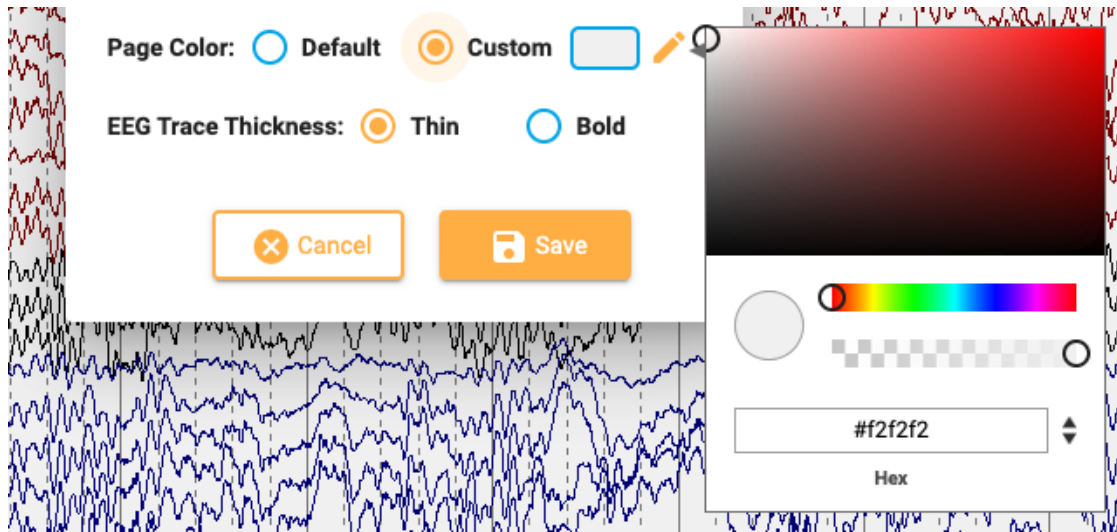 Page Color: Default Custom
EEG Trace Thickness: Thin Bold
Cancel Save
#f2f2f2
Hex